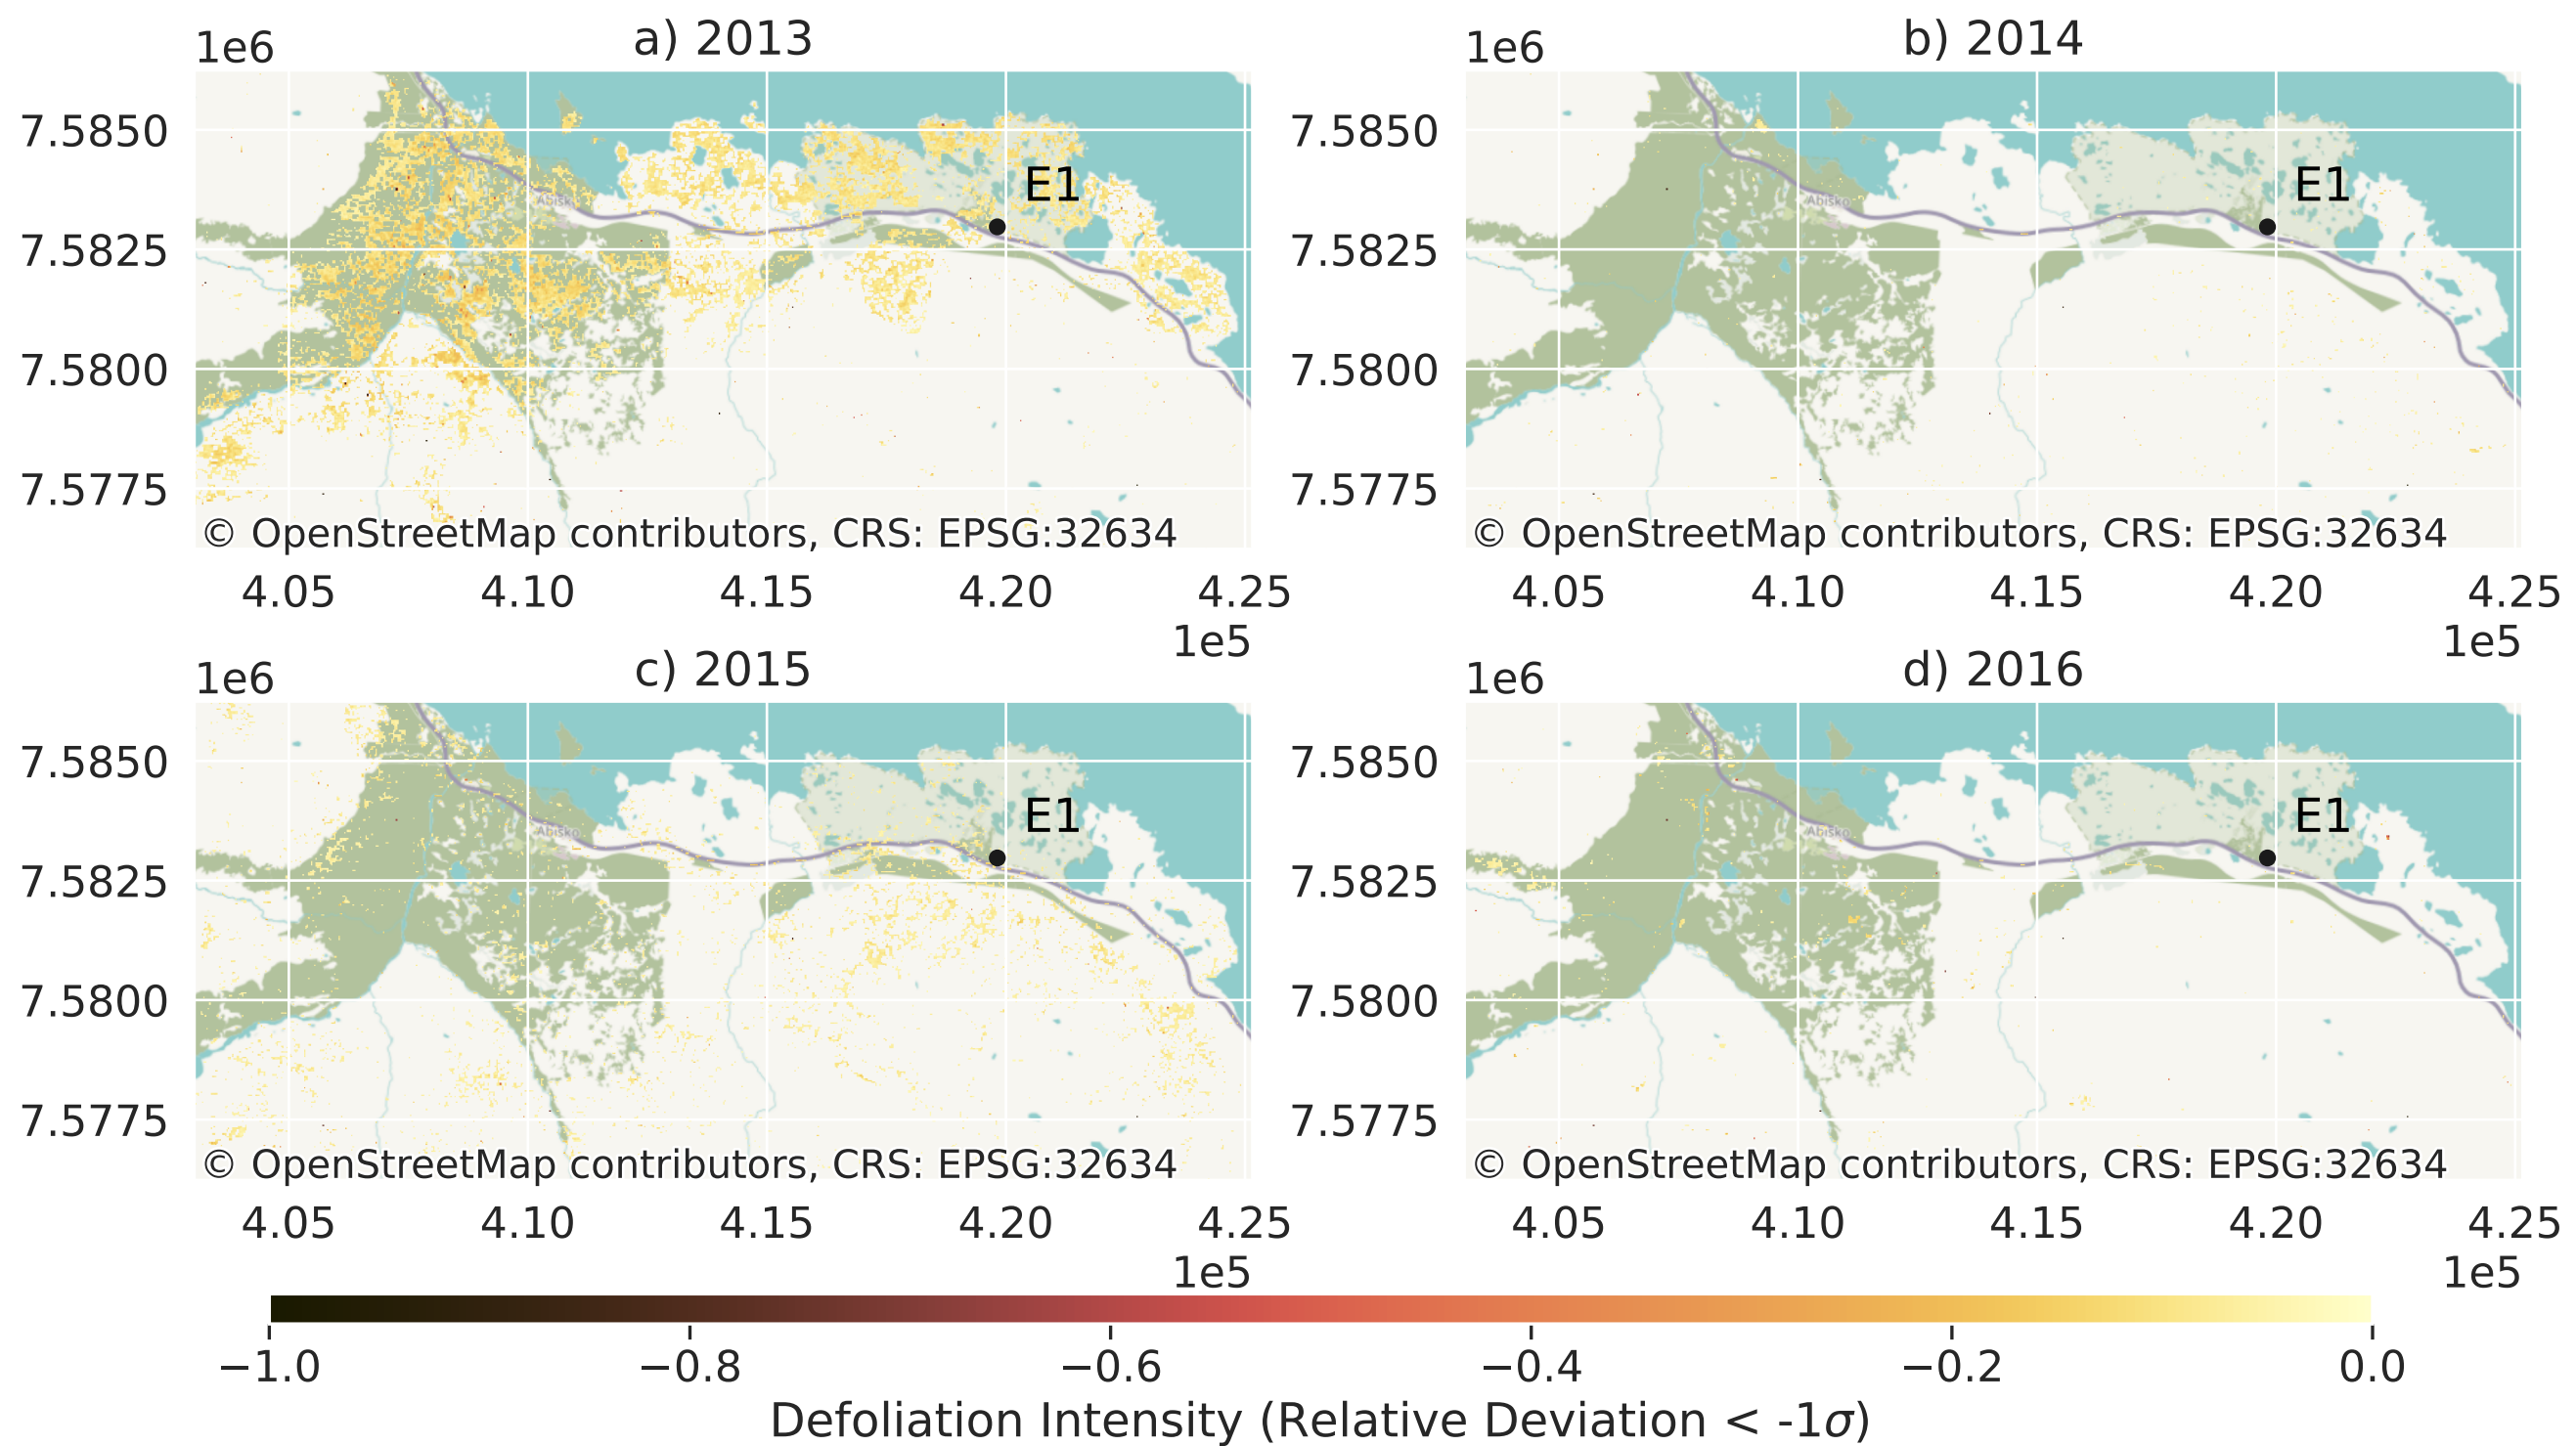 a) 2013
b) 2014
1e6
1e6
7.5850
7.5825
7.5800
7.5775
Abisko
E1
© OpenStreetMap contributors, CRS: EPSG:32634
4.05 4.10 4.15 4.20 4.25
1e5
7.5850
7.5825
7.5800
7.5775
Abisko
E1
© OpenStreetMap contributors, CRS: EPSG:32634
4.05 4.10 4.15 4.20 4.25
1e5
c) 2015
d) 2016
1e6
1e6
7.5850
7.5825
7.5800
7.5775
Abisko
E1
© OpenStreetMap contributors, CRS: EPSG:32634
4.05 4.10 4.15 4.20 4.25
1e5
7.5850
7.5825
7.5800
7.5775
Abisko
E1
© OpenStreetMap contributors, CRS: EPSG:32634
4.05 4.10 4.15 4.20 4.25
1e5
−1.0 −0.8 −0.6 −0.4 −0.2 0.0
Defoliation Intensity (Relative Deviation < -1σ)